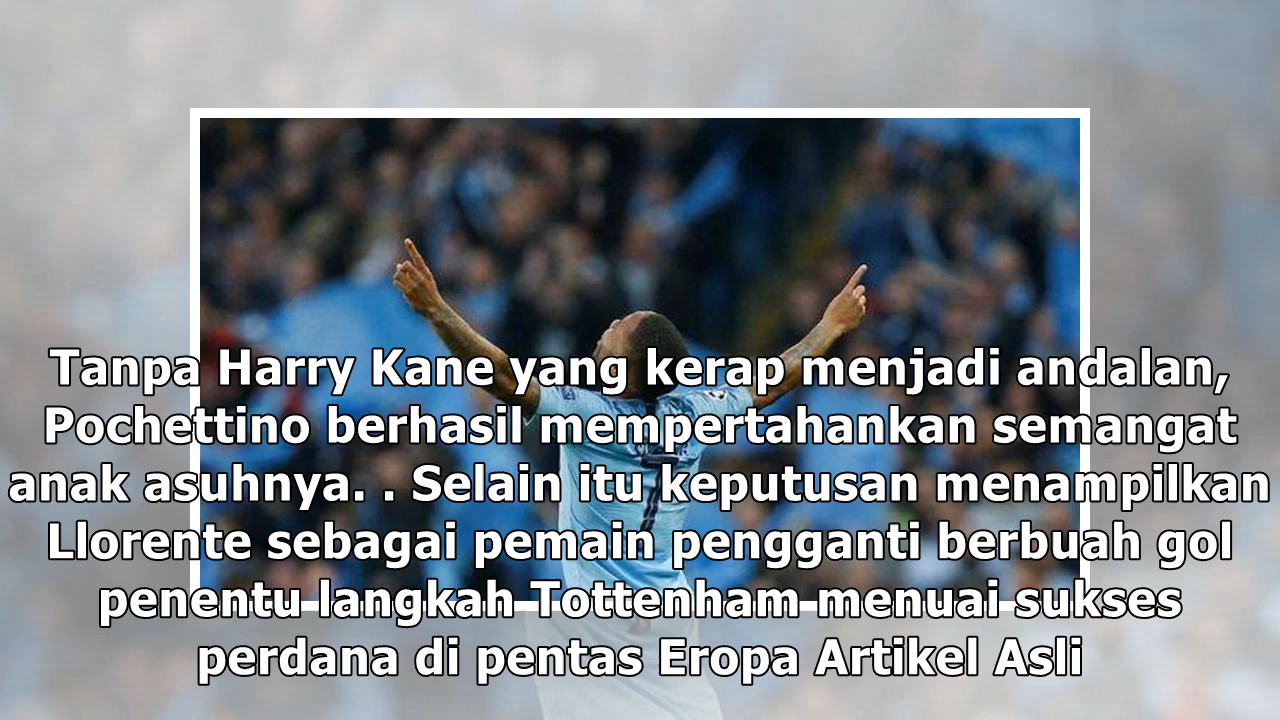 Tanpa Harry Kane yang kerap menjadi andalan,
Pochettino berhasil mempertahankan semangat
anak asuhnya. . Selain itu keputusan menampilkan
Llorente sebagai pemain pengganti berbuah gol
penentu langkah Tottenham menuai sukses
perdana di pentas Eropa Artikel Asli
7